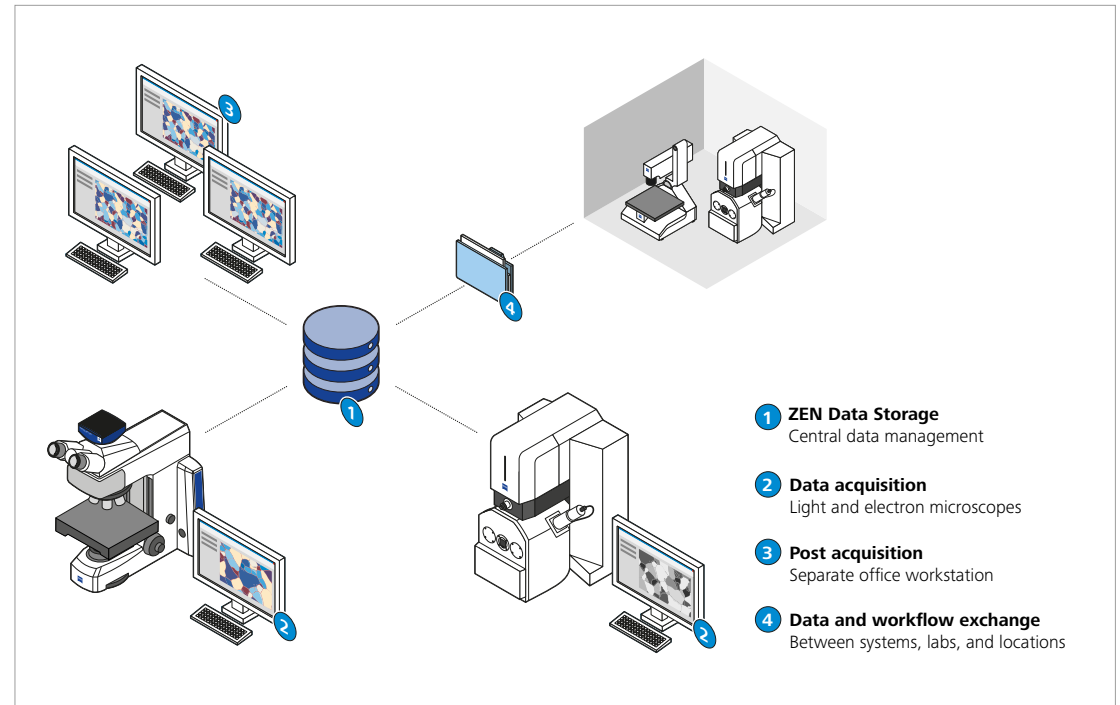 3
4
1
2
2
1 ZEN Data Storage
Central data management
2 Data acquisition
Light and electron microscopes
3 Post acquisition
Separate office workstation
4 Data and workflow exchange
Between systems, labs, and locations